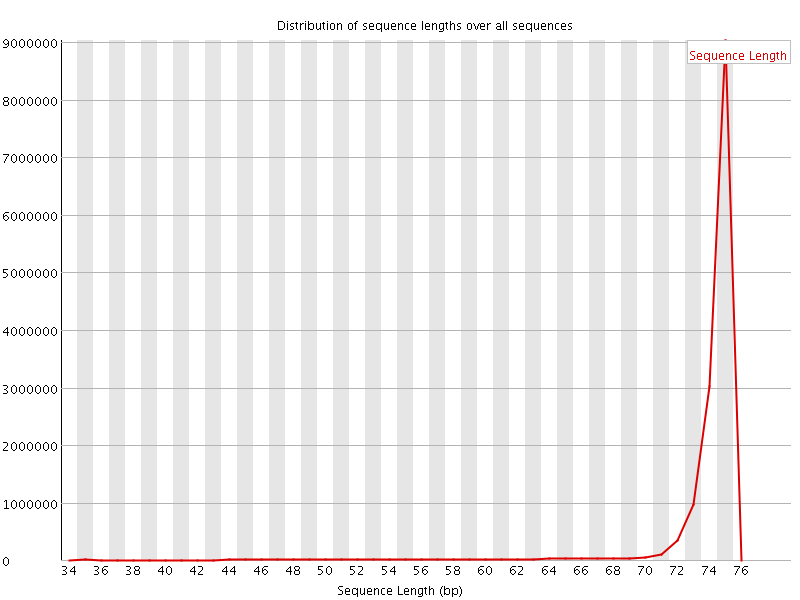 Distribution of sequence lengths over all sequences
Sequence Length
9000000
8000000
7000000
6000000
5000000
4000000
3000000
2000000
1000000
0
34 36 38 40 42 44 46 48 50 52 54 56 58 60 62 64 66 68 70 72 74 76
Sequence Length (bp)